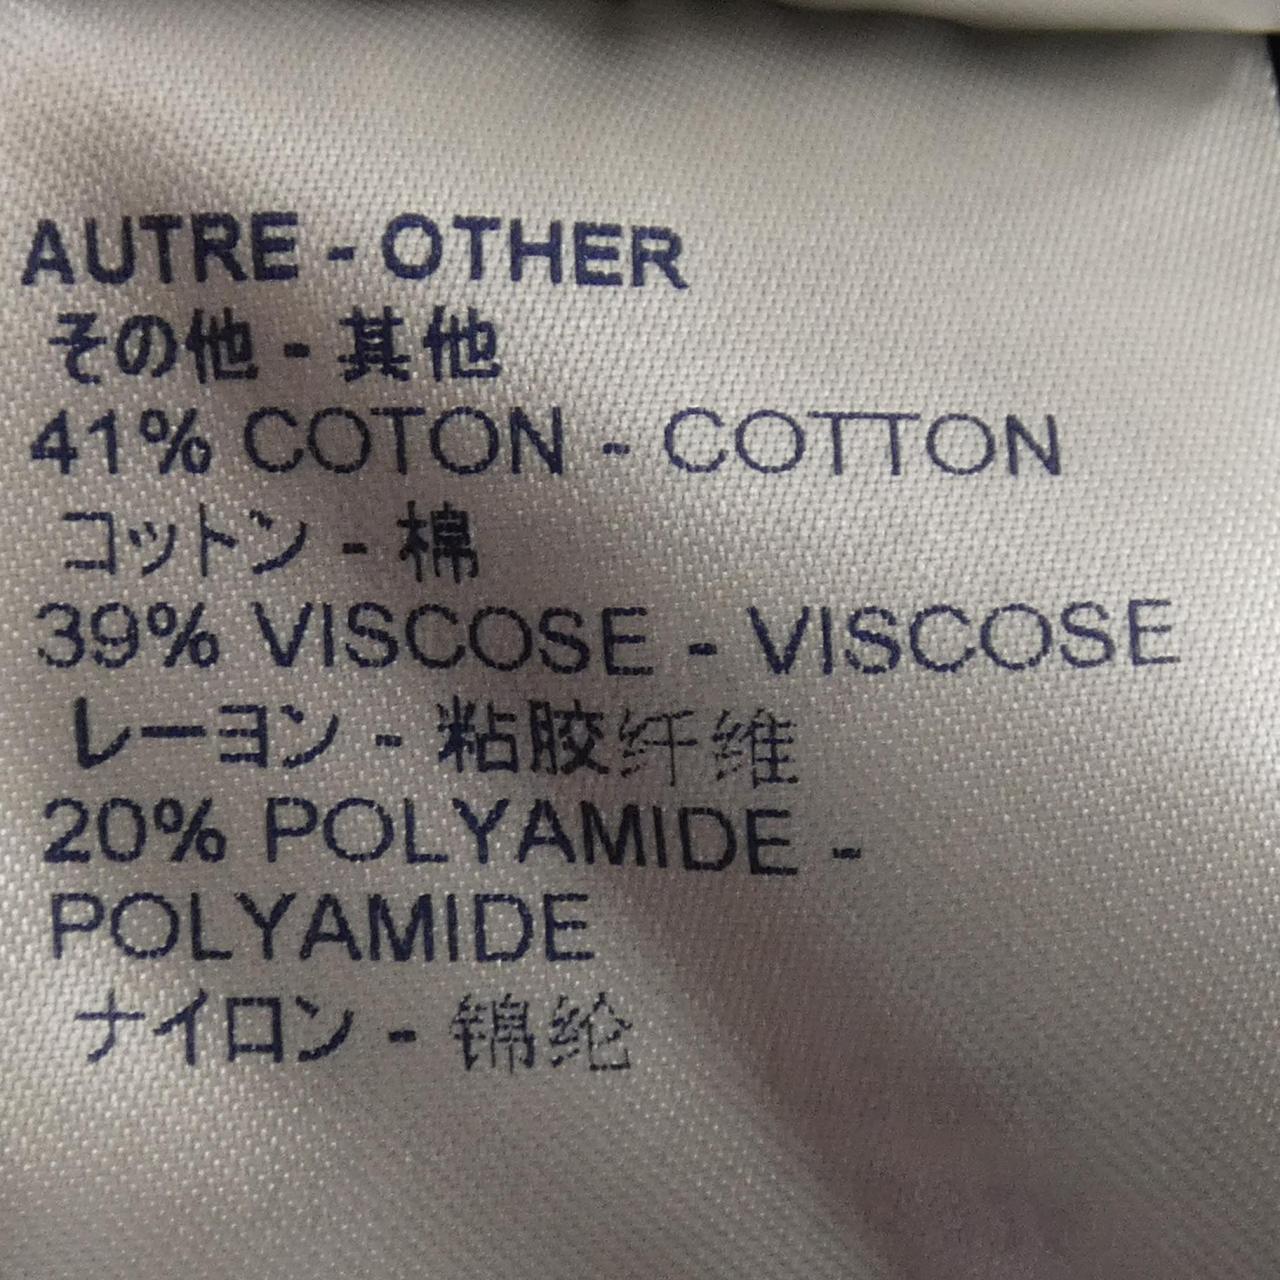 AUTRE - OTHER
その他 - 其他
41% COTON - COTTON
コットン - 棉
39% VISCOSE - VISCOSE
レーヨン - 粘胶纤维
20% POLYAMIDE -
POLYAMIDE
ナイロン - 锦纶